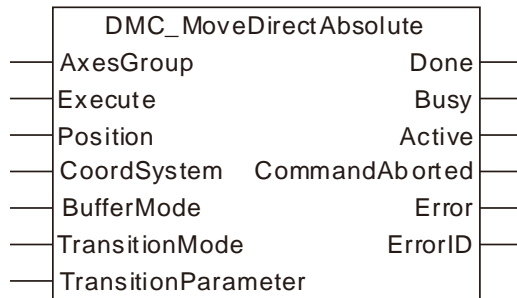 DMC_MoveDirectAbsolute
AxesGroup Done
Execute Busy
Position Active
CoordSystem CommandAborted
BufferMode Error
TransitionMode ErrorID
TransitionParameter